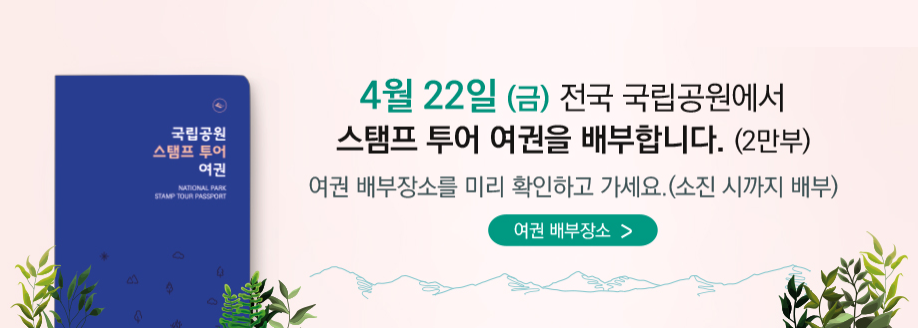 국립공원
스탬프 투어
여권
NATIONAL PARK
STAMP TOUR PASSPORT
4월 22일 (금) 전국 국립공원에서
스탬프 투어 여권을 배부합니다. (2만부)
여권 배부장소를 미리 확인하고 가세요.(소진 시까지 배부)
여권 배부장소 >